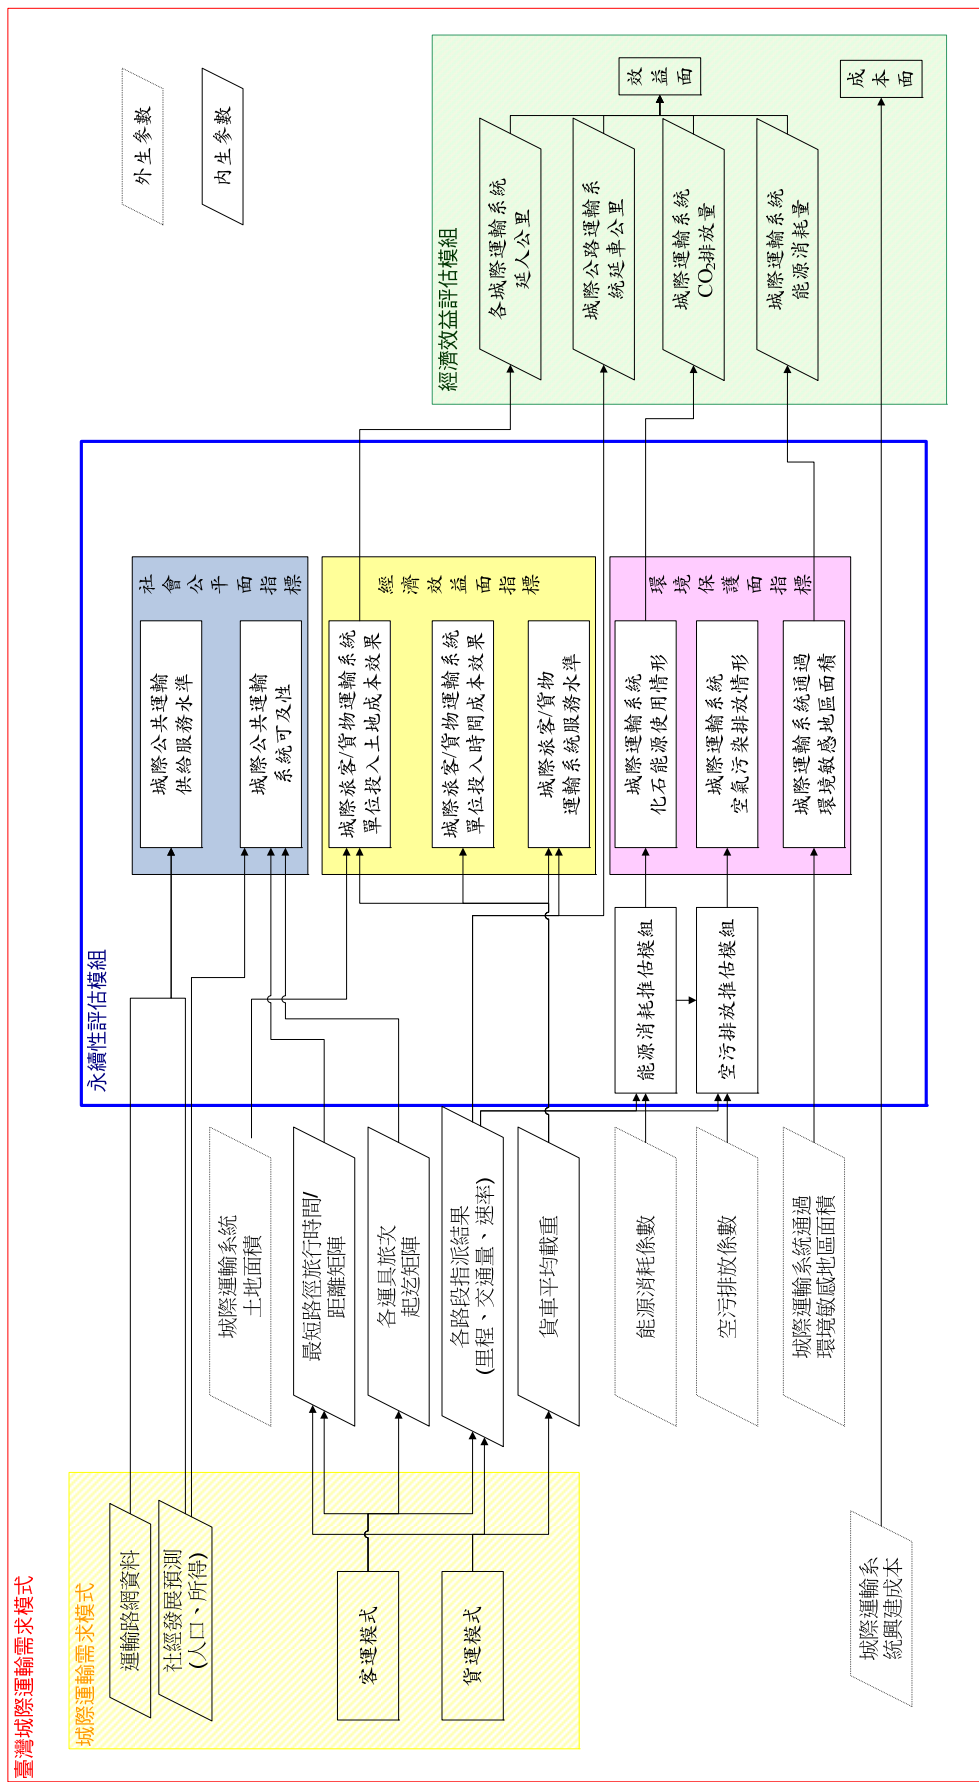 臺灣城際運輸需求模式
城際運輸需求模式
運輸路網資料
社經發展預測
(人口、所得)
客運模式
貨運模式
城際運輸系
統興建成本
城際運輸系統
土地面積
最短路徑旅行時間/
距離矩陣
各運具旅次
起迄矩陣
各路段指派結果
(里程、交通量、速率)
貨車平均載重
能源消耗係數
空污排放係數
城際運輸系統通過
環境敏感地區面積
永續性評估模組
能源消耗推估模組
空污排放推估模組
社會公平面指標
城際公共運輸
供給服務水準
城際公共運輸
系統可及性
經濟效益面指標
城際旅客/貨物運輸系統
單位投入土地成本效果
城際旅客/貨物運輸系統
單位投入時間成本效果
城際旅客/貨物
運輸系統服務水準
環境保護面指標
城際運輸系統
化石能源使用情形
城際運輸系統
空氣污染排放情形
城際運輸系統通過
環境敏感地區面積
經濟效益評估模組
各城際運輸系統
延人公里
城際公路運輸系
統延車公里
城際運輸系統
CO₂排放量
城際運輸系統
能源消耗量
效益面
成本面
外生參數
內生參數